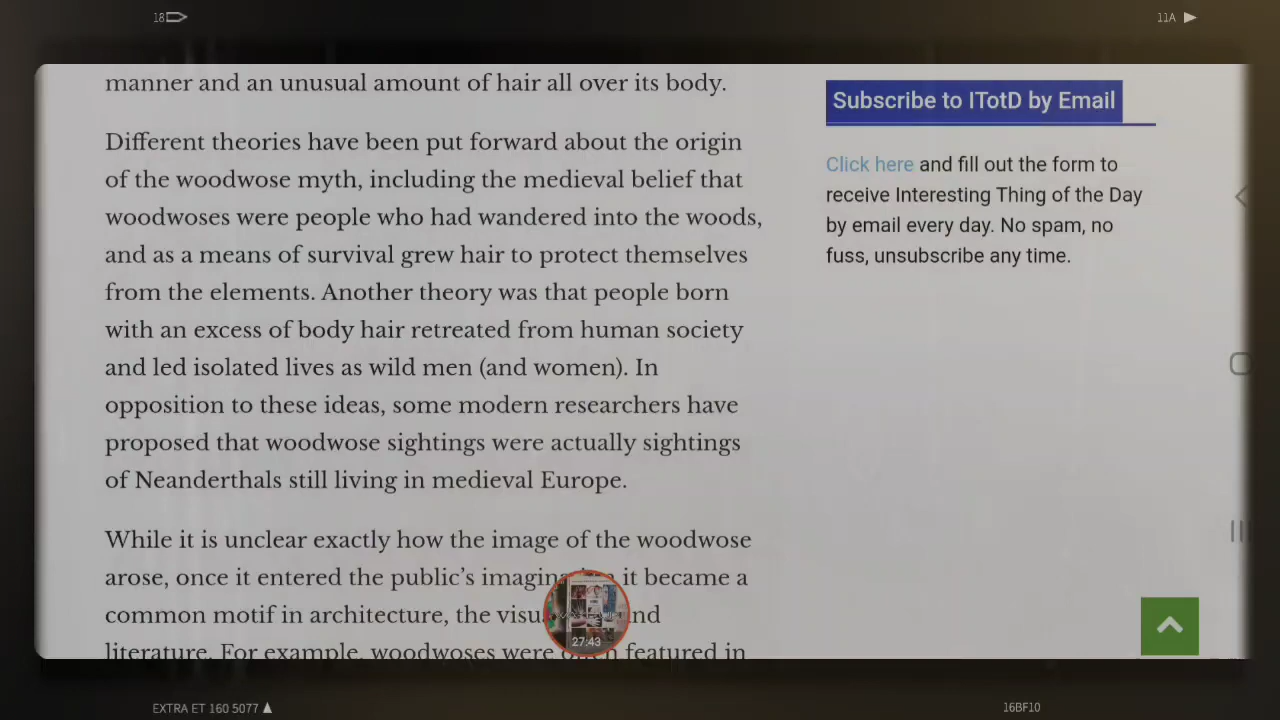 18
11A
manner and an unusual amount of hair all over its body.
Different theories have been put forward about the origin
of the woodwose myth, including the medieval belief that
woodwoses were people who had wandered into the woods,
and as a means of survival grew hair to protect themselves
from the elements. Another theory was that people born
with an excess of body hair retreated from human society
and led isolated lives as wild men (and women). In
opposition to these ideas, some modern researchers have
proposed that woodwose sightings were actually sightings
of Neanderthals still living in medieval Europe.
While it is unclear exactly how the image of the woodwose
arose, once it entered the public's it became a
common motif in architecture, the
literature. For example, woodwoses were featured in
27:43
Subscribe to ITotD by Email
Click here and fill out the form to
receive Interesting Thing of the Day
by email every day. No spam, no
fuss, unsubscribe any time.
EXTRA ET 160 5077
16BF10